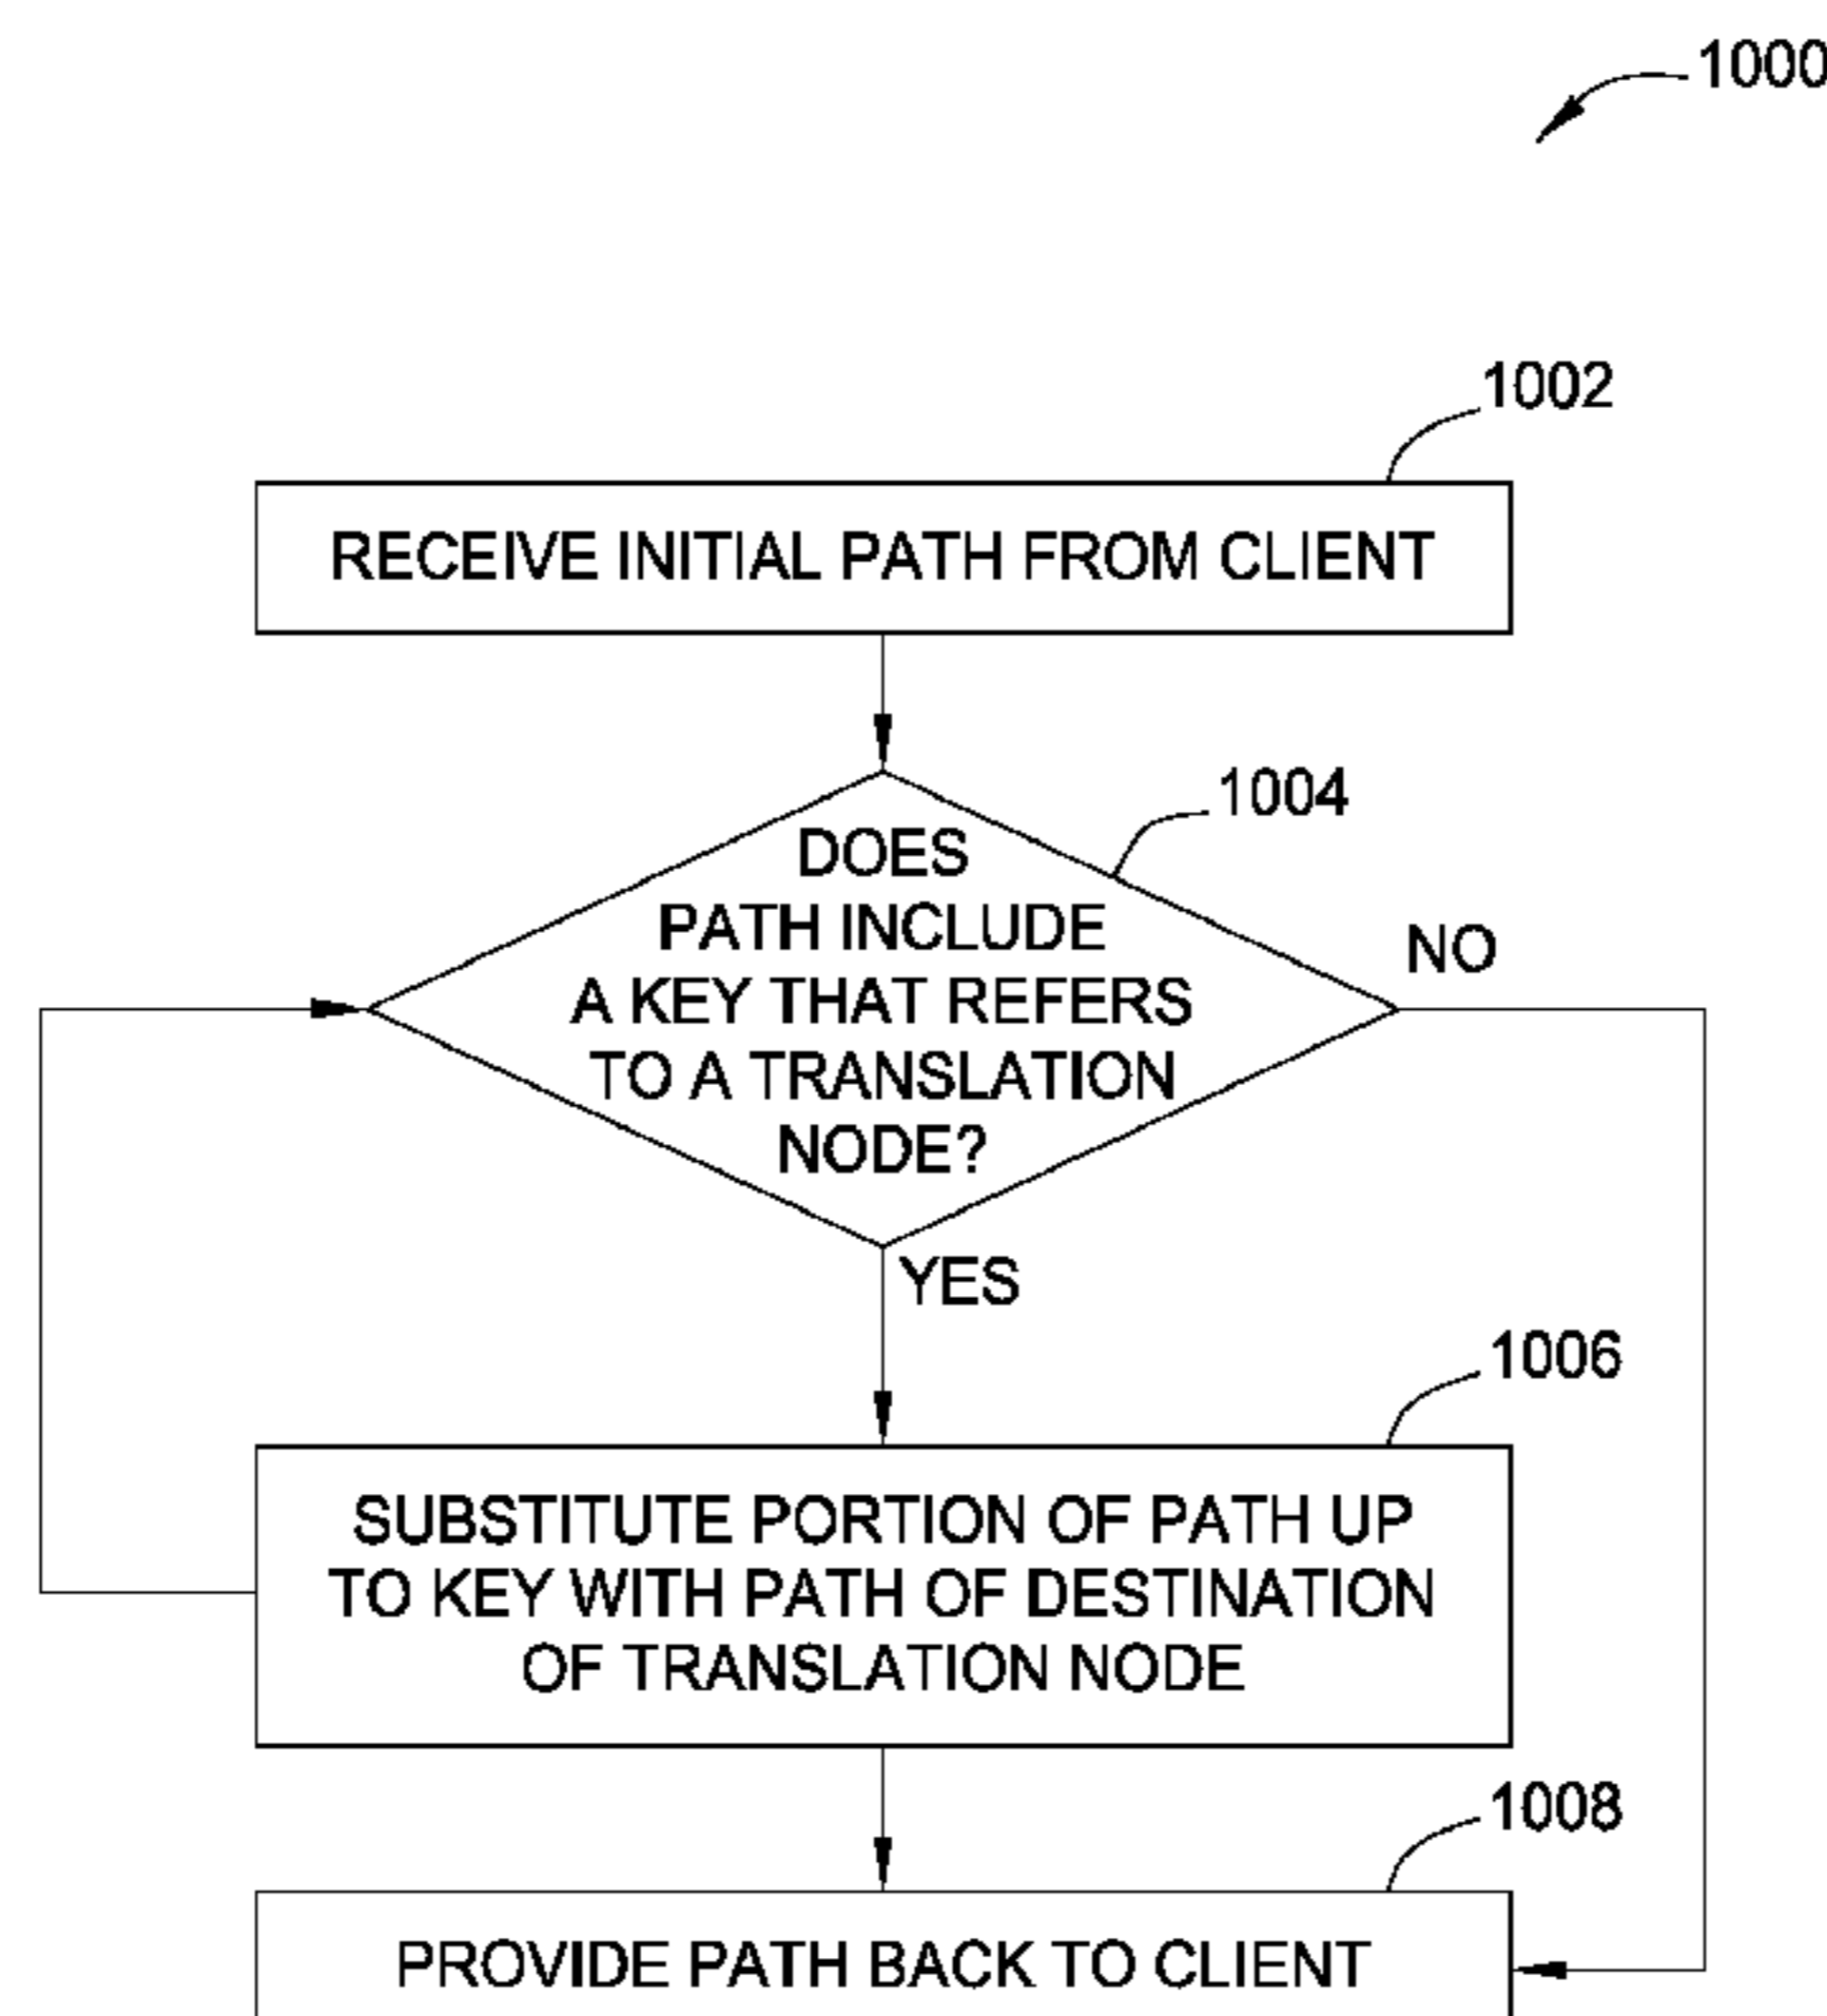 1000
1002
RECEIVE INITIAL PATH FROM CLIENT
1004
DOES
PATH INCLUDE
A KEY THAT REFERS
TO A TRANSLATION
NODE?
NO
YES
1006
SUBSTITUTE PORTION OF PATH UP
TO KEY WITH PATH OF DESTINATION
OF TRANSLATION NODE
1008
PROVIDE PATH BACK TO CLIENT